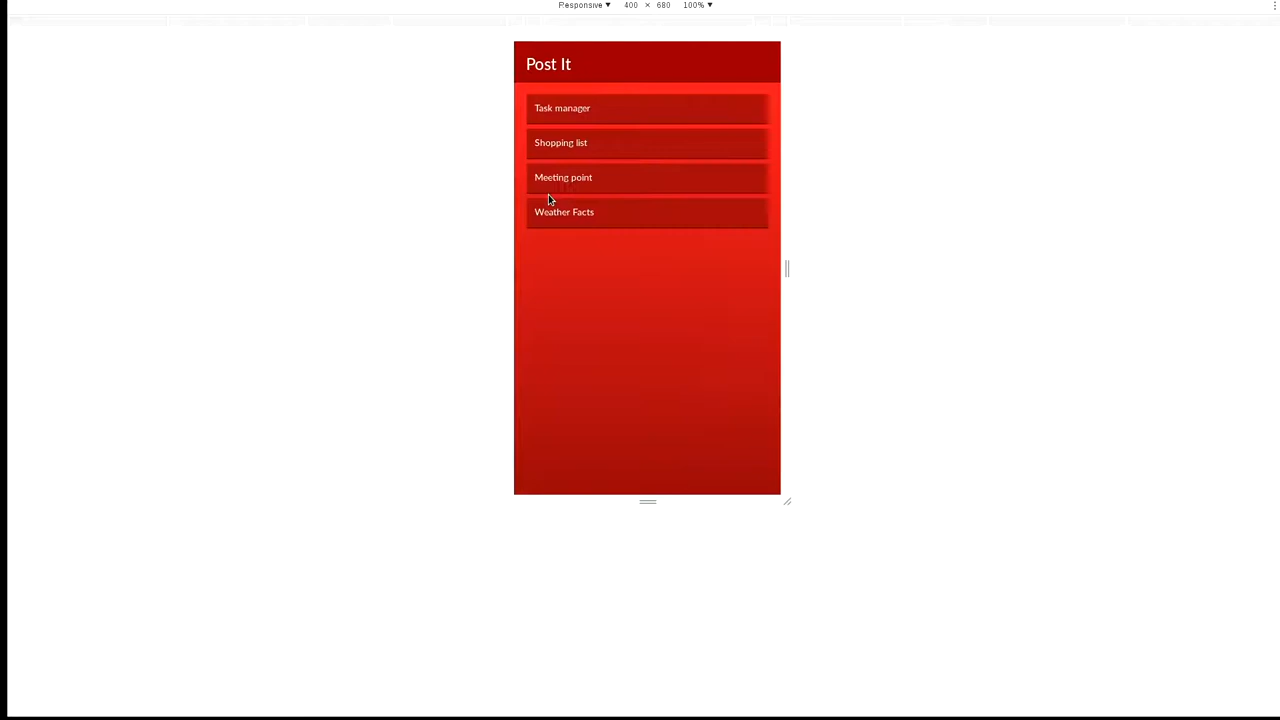 Responsive ▼ 400 × 680 100% ▼
Post It
Task manager
Shopping list
Meeting point
Weather Facts